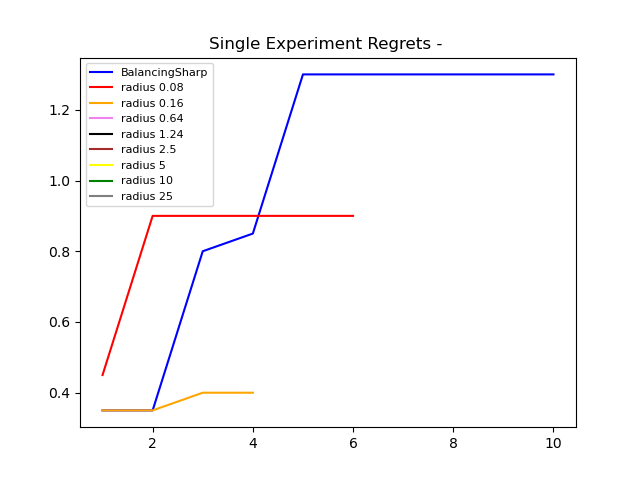 Single Experiment Regrets -
BalancingSharp
radius 0.08
radius 0.16
radius 0.64
radius 1.24
radius 2.5
radius 5
radius 10
radius 25
1.2
1.0
0.8
0.6
0.4
2 4 6 8 10